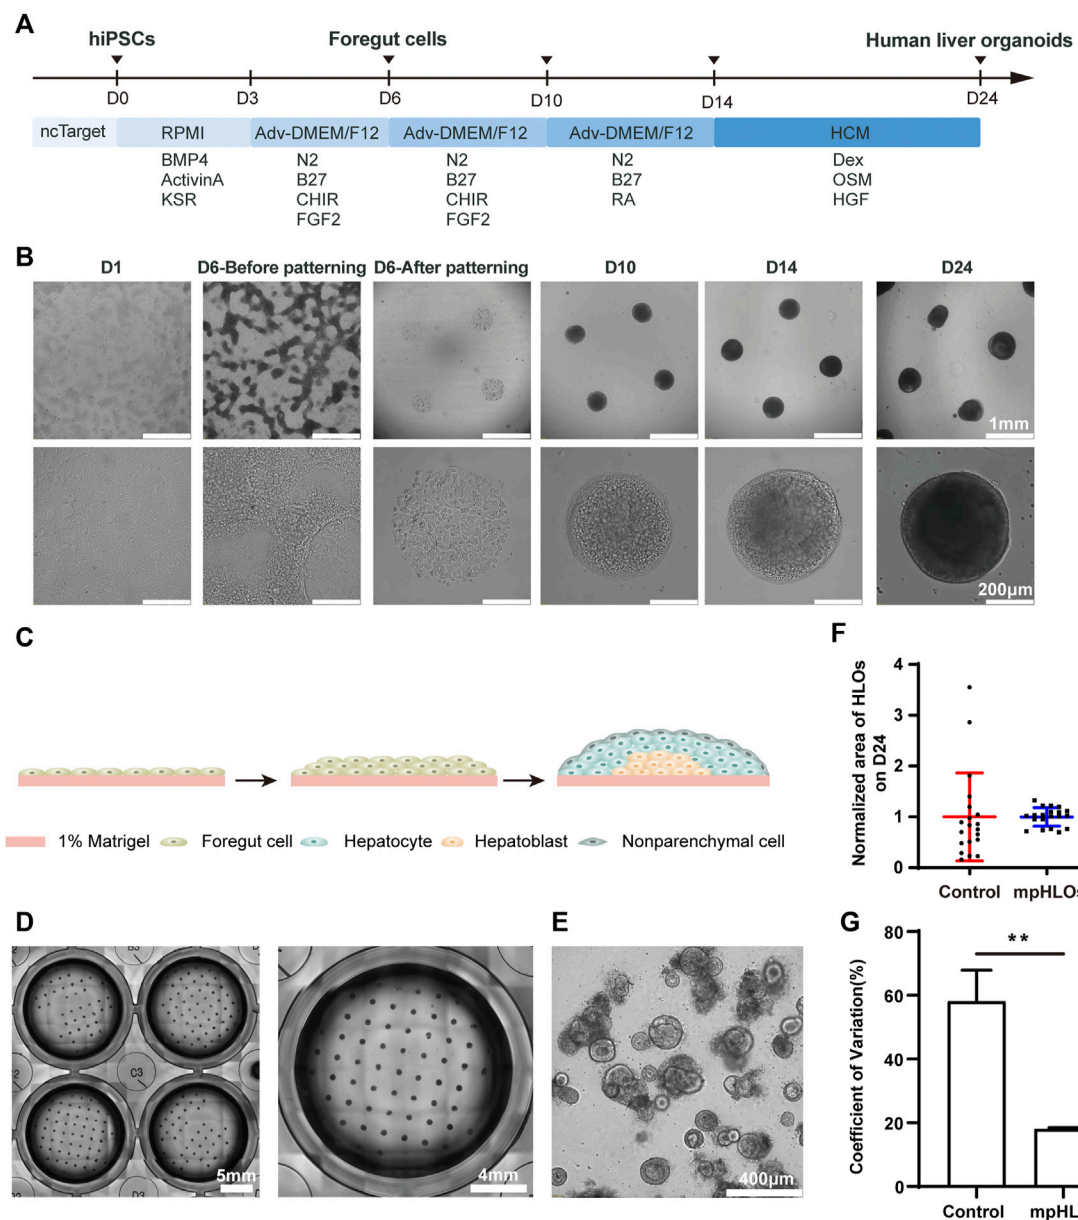 A
hiPSCs
Foregut cells
Human liver organoids
D0
D3
D6
D10
D14
D24
ncTarget
RPMI
Adv-DMEM/F12
Adv-DMEM/F12
Adv-DMEM/F12
HCM
BMP4
ActivinA
KSR
N2
B27
CHIR
FGF2
N2
B27
CHIR
FGF2
N2
B27
RA
Dex
OSM
HGF
B
D1
D6-Before patterning
D6-After patterning
D10
D14
D24
1mm
200μm
C
1% Matrigel
Foregut cell
Hepatocyte
Hepatoblast
Nonparenchymal cell
F
Normalized area of HLOs
on D24
4
3
2
1
0
Control
mpHLOs
D
C3
D3
5mm
4mm
E
400μm
G
Coefficient of Variation(%)
80
60
40
20
0
**
Control
mpHL